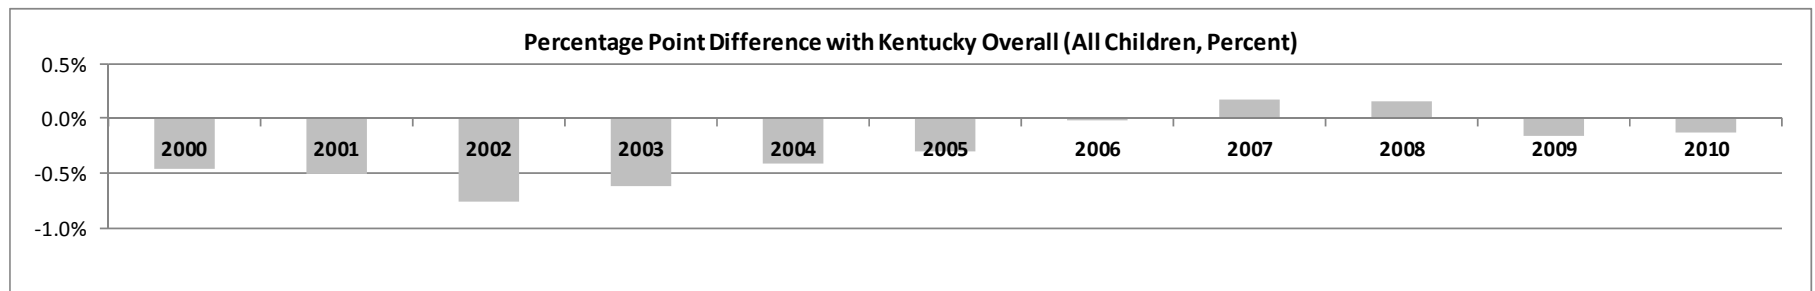 Percentage Point Difference with Kentucky Overall (All Children, Percent)
0.5%
0.0%
2000 2001 2002 2003 2004 2005 2006 2007 2008 2009 2010
-0.5%
-1.0%